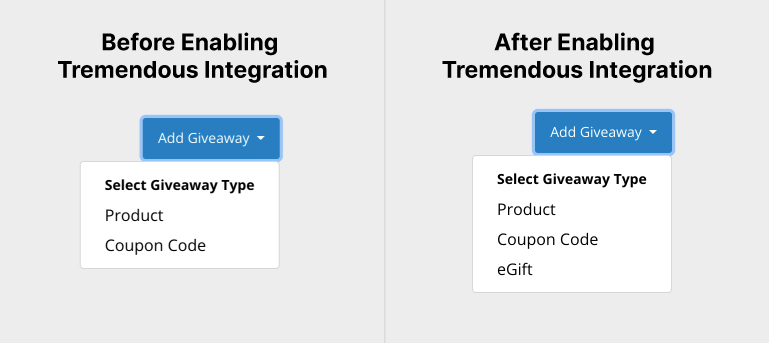 Before Enabling
Tremendous Integration
Add Giveaway
Select Giveaway Type
Product
Coupon Code
After Enabling
Tremendous Integration
Add Giveaway
Select Giveaway Type
Product
Coupon Code
eGift